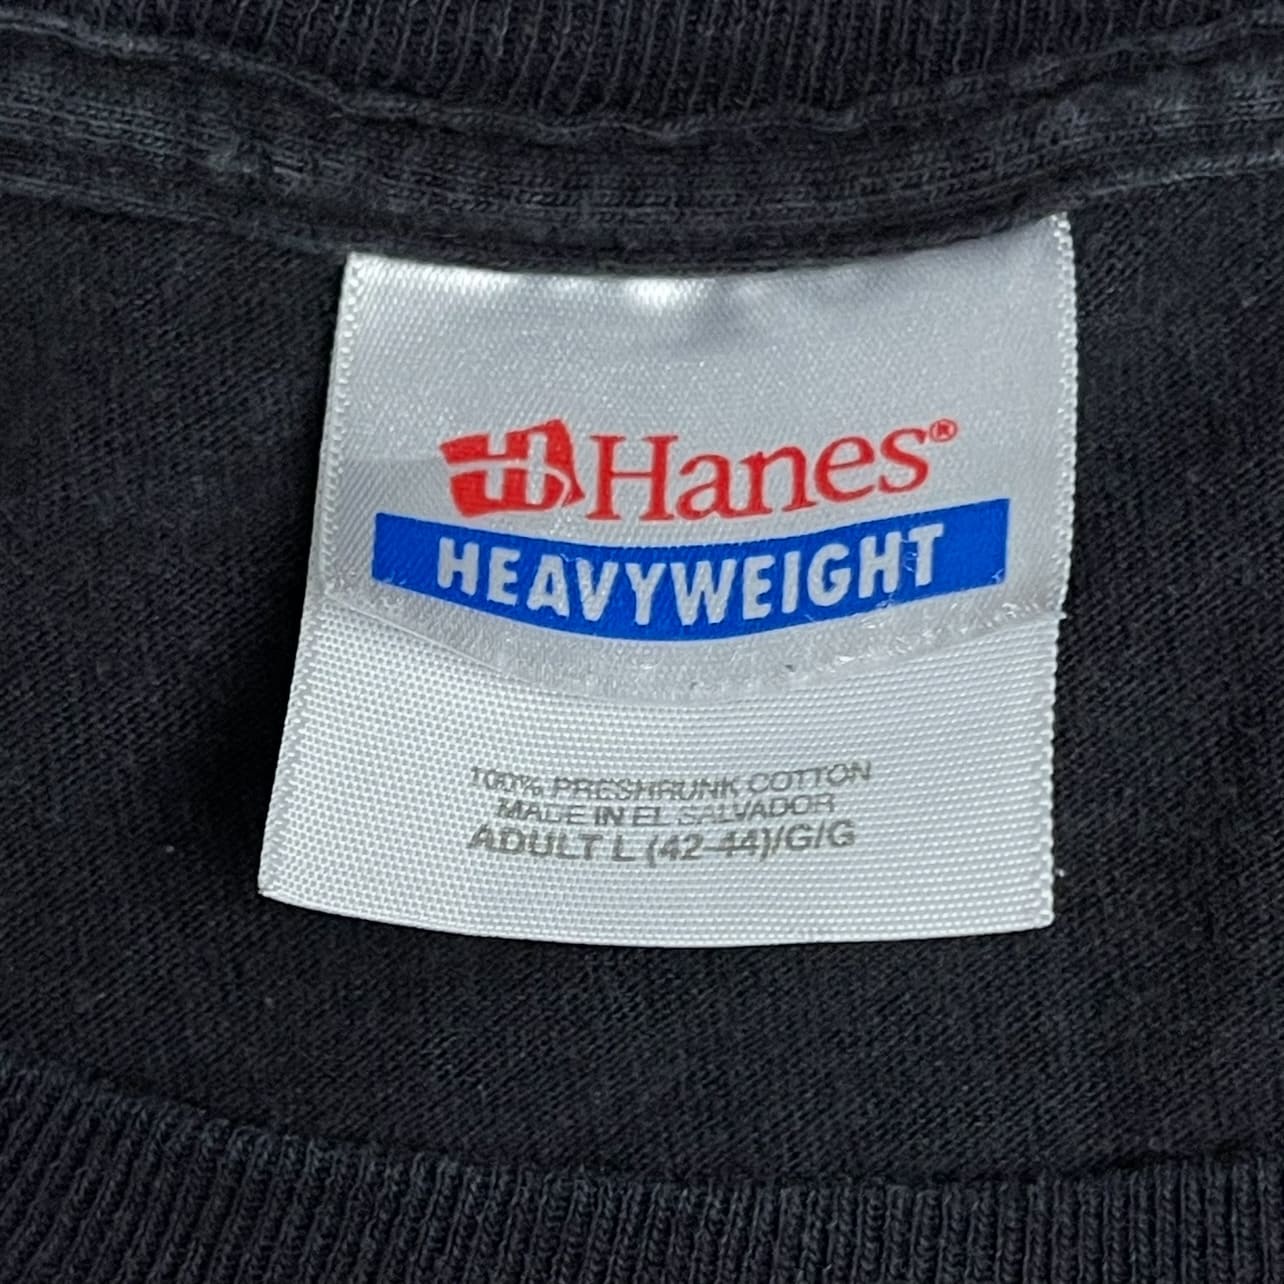 H Hanes®
HEAVYWEIGHT
100% PRESHRUNK COTTON
MADE IN EL SALVADOR
ADULT L (42-44)/G/G